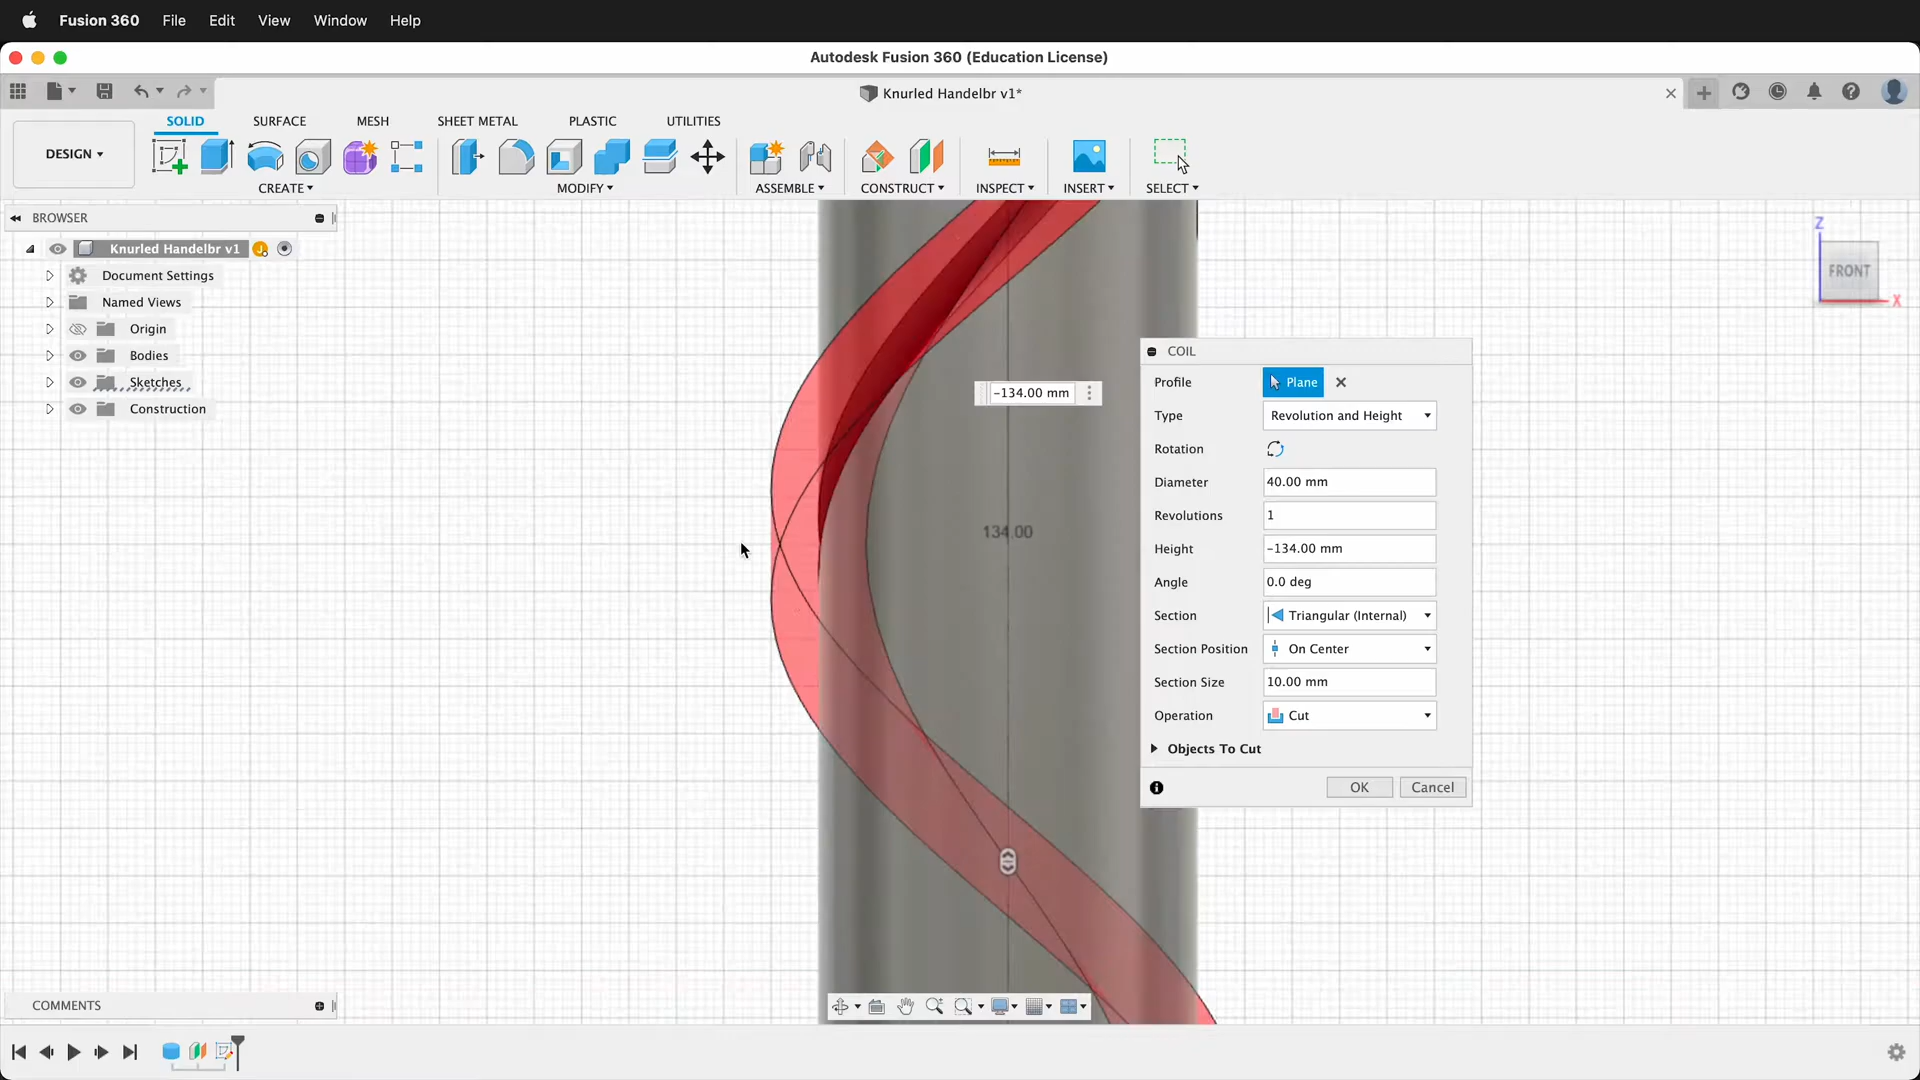 Fusion 360 File Edit View Window Help
Autodesk Fusion 360 (Education License)
Knurled Handelbr v1*
DESIGN
SOLID SURFACE MESH SHEET METAL PLASTIC UTILITIES
CREATE MODIFY ASSEMBLE CONSTRUCT INSPECT INSERT SELECT
BROWSER
Knurled Handelbr v1
Document Settings
Named Views
Origin
Bodies
Sketches
Construction
Z
FRONT
X
-134.00 mm
134.00
COIL
Profile Plane
Type Revolution and Height
Rotation
Diameter 40.00 mm
Revolutions 1
Height -134.00 mm
Angle 0.0 deg
Section Triangular (Internal)
Section Position On Center
Section Size 10.00 mm
Operation Cut
Objects To Cut
OK Cancel
COMMENTS